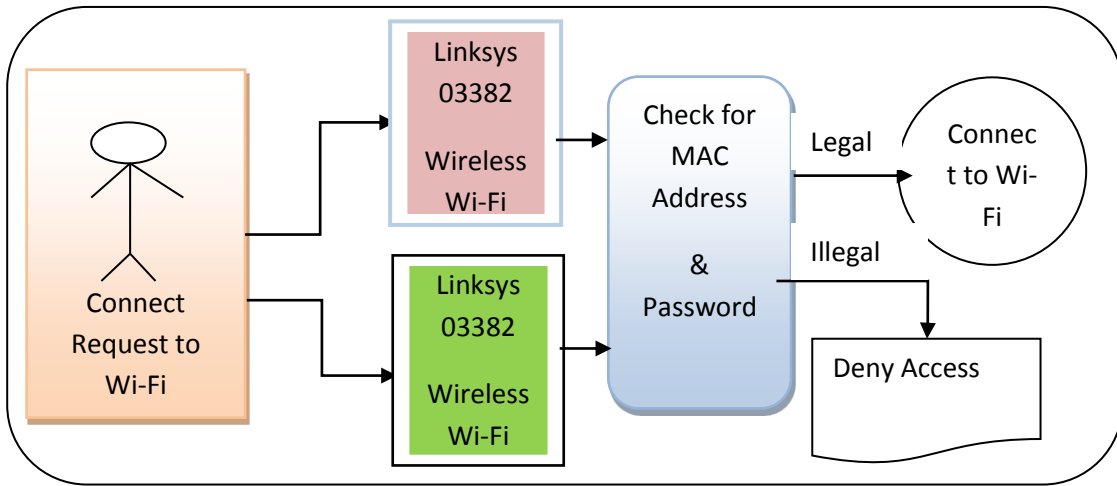 Connect
Request to
Wi-Fi
Linksys
03382
Wireless
Wi-Fi
Linksys
03382
Wireless
Wi-Fi
Check for
MAC
Address
&
Password
Legal
Illegal
Connec
t to Wi-
Fi
Deny Access